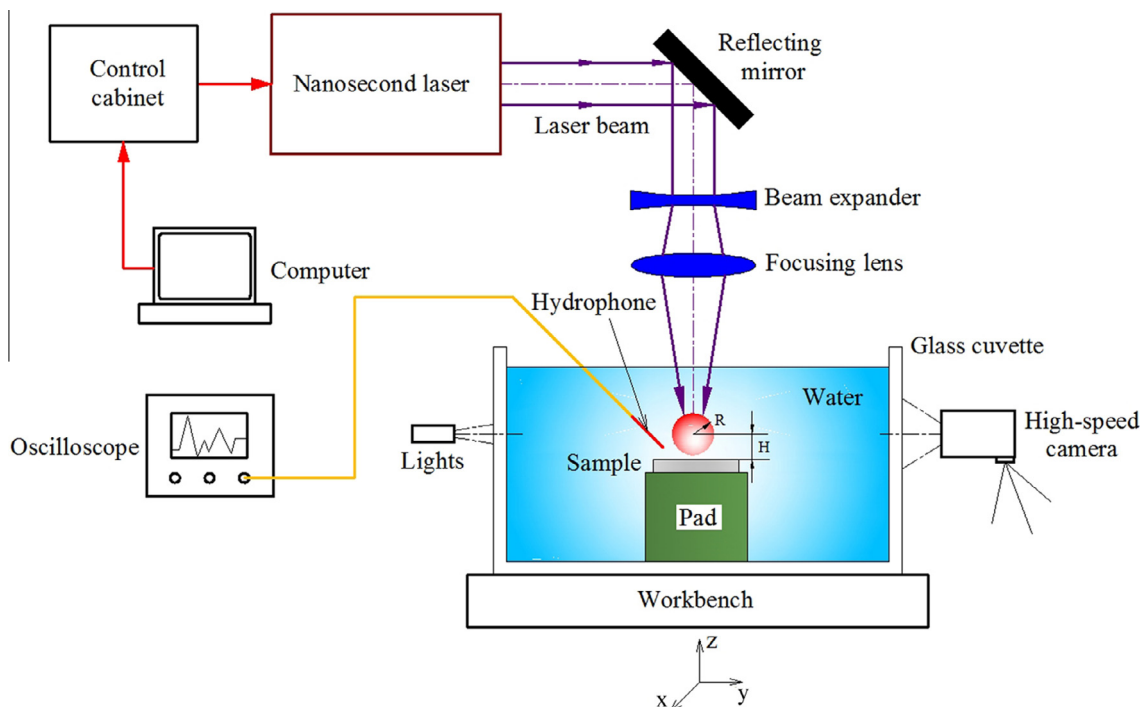 Control
cabinet
Nanosecond laser
Reflecting
mirror
Laser beam
Beam expander
Computer
Focusing lens
Hydrophone
Glass cuvette
Water
Oscilloscope
Lights
Sample
R
H
High-speed
camera
Pad
Workbench
z
y
x